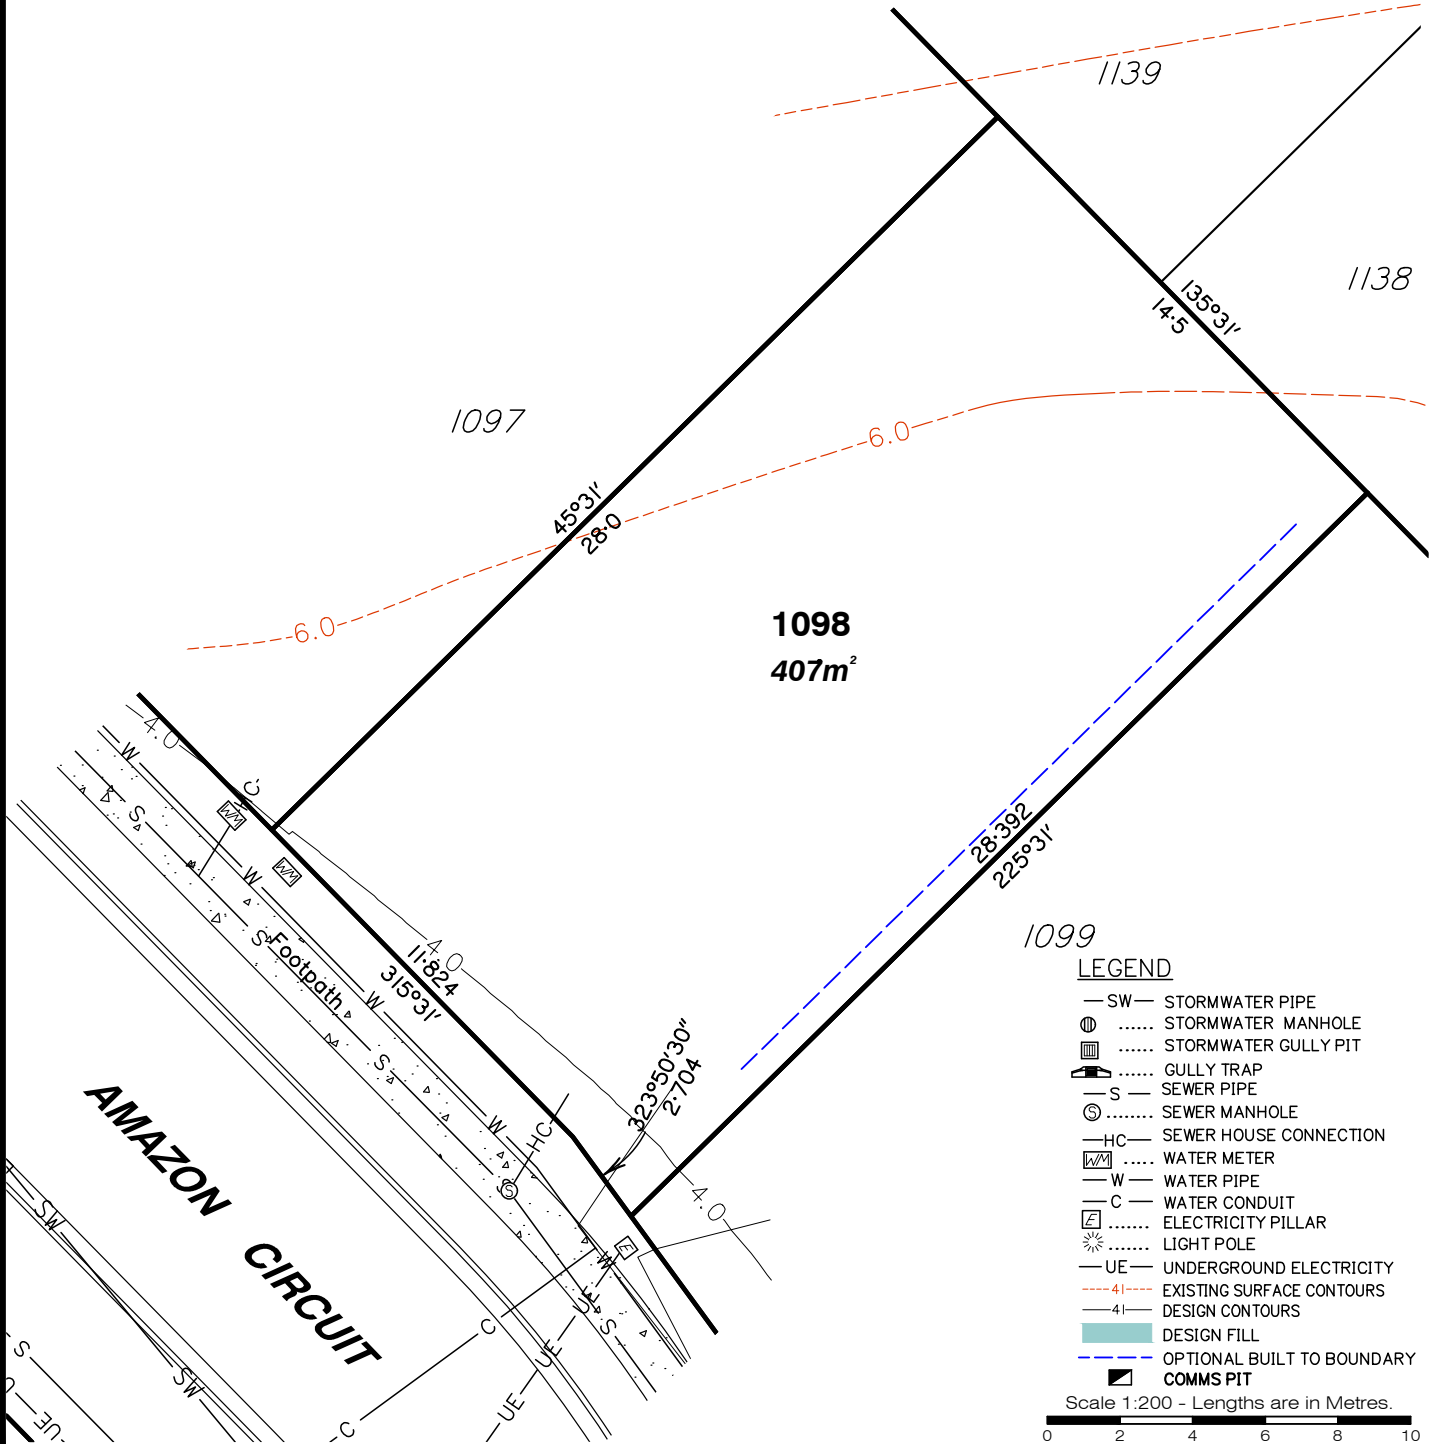 1139
1138
135°31'
14·5
1097
6.0
45°31'
28·0
6.0
1098
407m²
4.0
W
C
WM
S
WM
W
28·392
225°31'
1099
S
Footpath
4.0
11·824
315°31'
W
S
323°50'30"
2·704
W
HC
S
4.0
E
W
UE
S
C
UE
UE
C
AMAZON CIRCUIT
SW
SW
S
UE
LEGEND
SW STORMWATER PIPE
...... STORMWATER MANHOLE
...... STORMWATER GULLY PIT
...... GULLY TRAP
S SEWER PIPE
S ........ SEWER MANHOLE
HC SEWER HOUSE CONNECTION
WM ..... WATER METER
W WATER PIPE
C WATER CONDUIT
E ....... ELECTRICITY PILLAR
....... LIGHT POLE
UE UNDERGROUND ELECTRICITY
41 EXISTING SURFACE CONTOURS
41 DESIGN CONTOURS
DESIGN FILL
OPTIONAL BUILT TO BOUNDARY
COMMS PIT
Scale 1:200 - Lengths are in Metres.
0 2 4 6 8 10